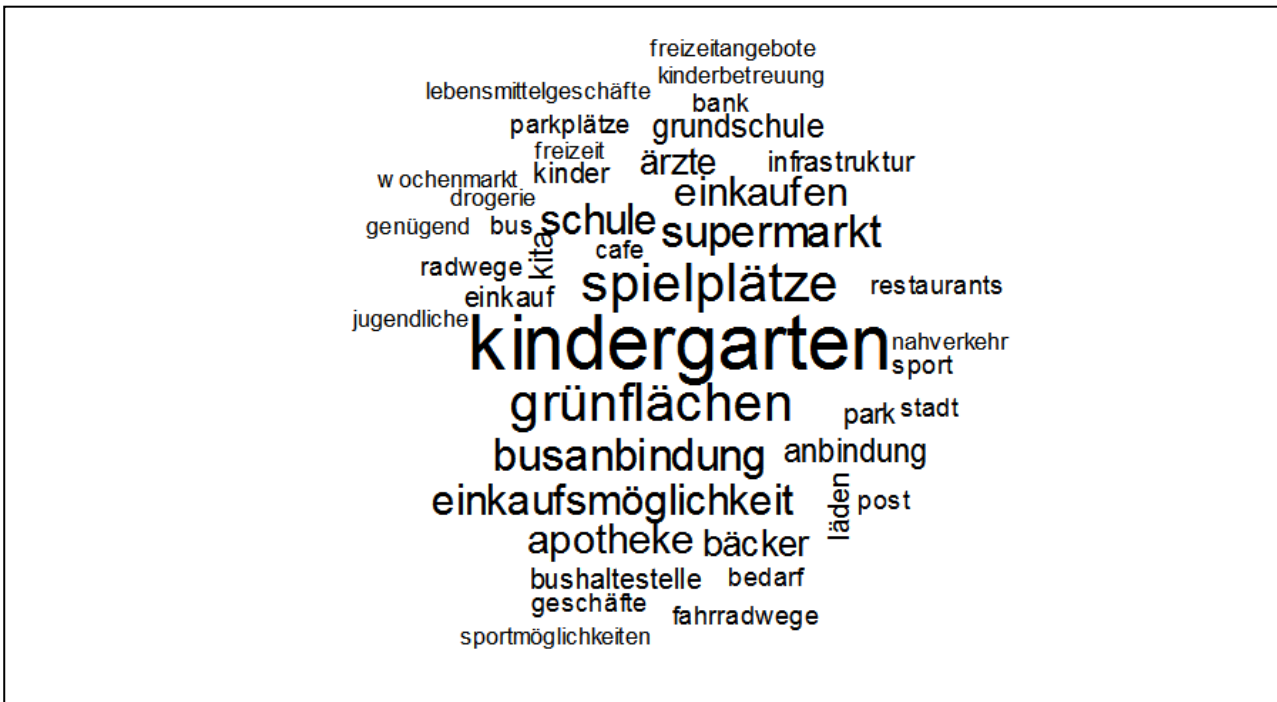 freizeitangebote
kinderbetreuung
lebensmittelgeschäfte
bank
parkplätze grundschule
freizeit ärzte infrastruktur
wochenmarkt kinder
drogerie einkaufen
genügend bus schule supermarkt
kita cafe
radwege spielplätze restaurants
einkauf
jugendliche kindergarten nahverkehr
sport
grünflächen park stadt
busanbindung anbindung
einkaufsmöglichkeit läden post
apotheke bäcker
bushaltestelle bedarf
geschäfte fahrradwege
sportmöglichkeiten